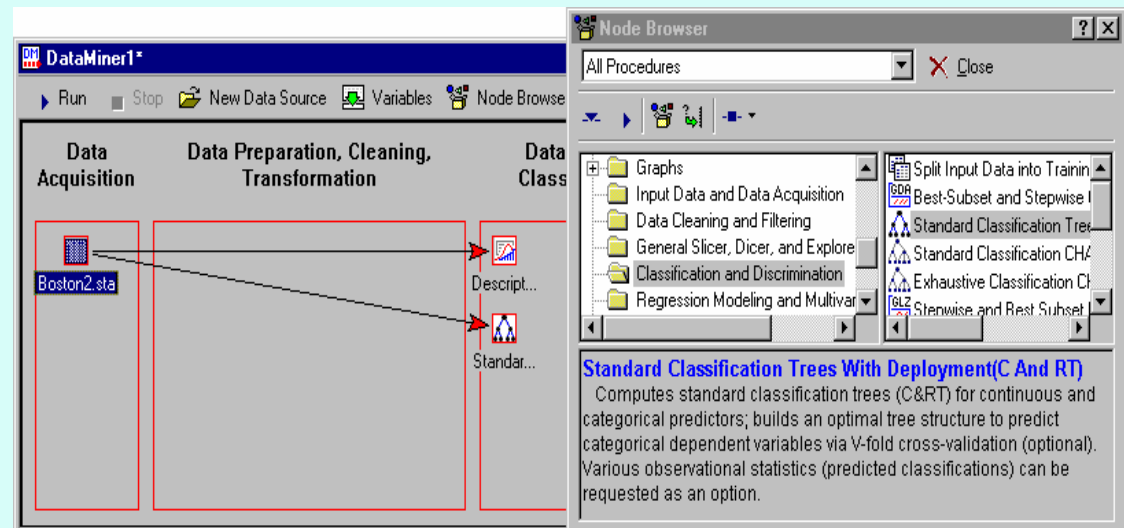 DataMiner1*
Run Stop New Data Source Variables Node Browse
Data
Acquisition
Data Preparation, Cleaning,
Transformation
Data
Class
Boston2.sta
Descript...
Standar...
Node Browser
All Procedures
Close
Graphs
Input Data and Data Acquisition
Data Cleaning and Filtering
General Slicer, Dicer, and Explore
Classification and Discrimination
Regression Modeling and Multivar
Split Input Data into Trainin
GDA Best-Subset and Stepwise
Standard Classification Tree
Standard Classification CHA
Exhaustive Classification CH
GLZ Stepwise and Best Subset
Standard Classification Trees With Deployment(C And RT)
Computes standard classification trees (C&RT) for continuous and
categorical predictors; builds an optimal tree structure to predict
categorical dependent variables via V-fold cross-validation (optional).
Various observational statistics (predicted classifications) can be
requested as an option.